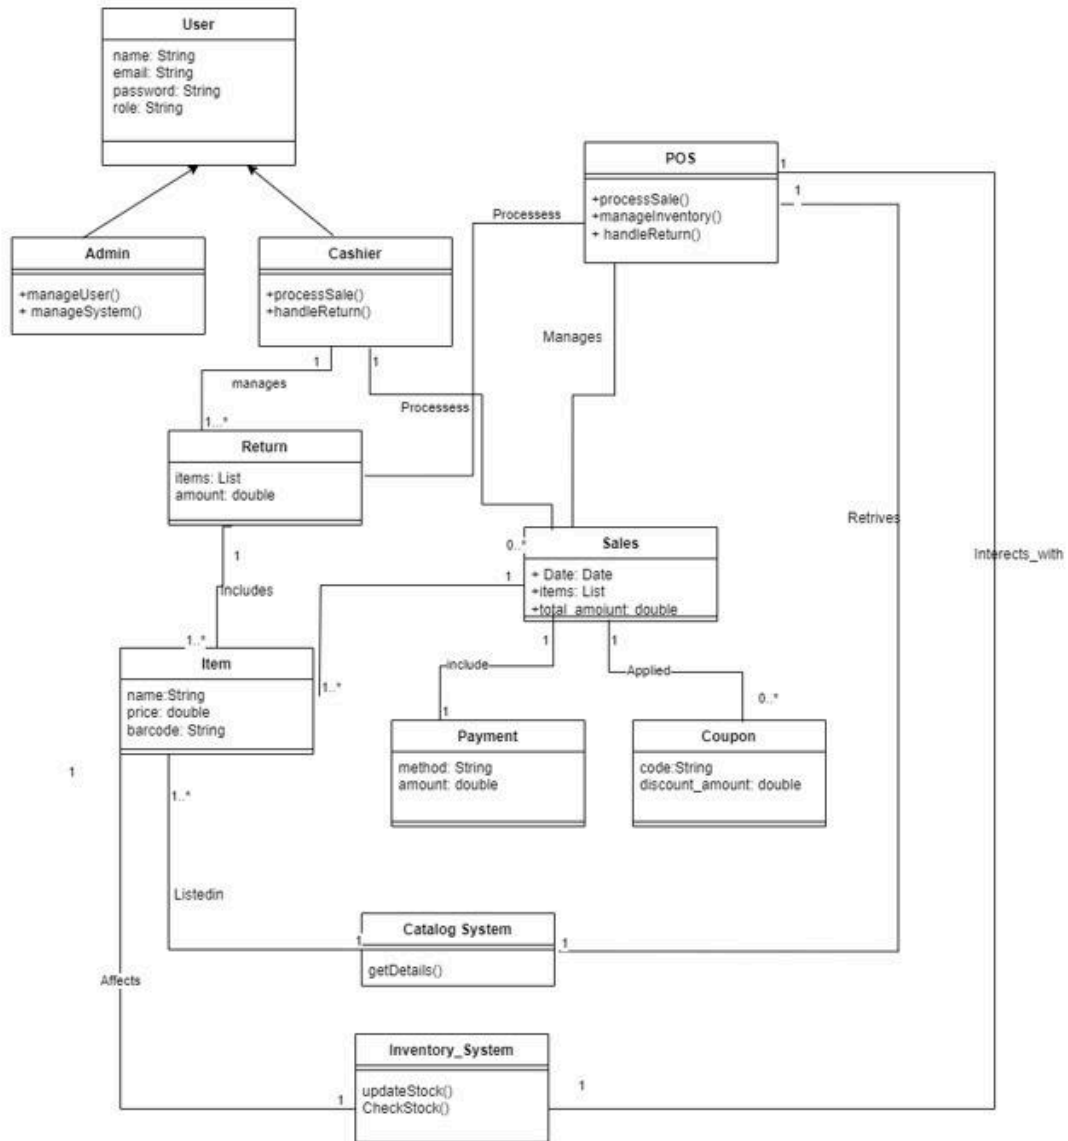 User
name: String
email: String
password: String
role: String
POS
+processSale()
+manageInventory()
+ handleReturn()
1
1
Processess
Admin
+manageUser()
+ manageSystem()
Cashier
+processSale()
+handleReturn()
Manages
1
1
manages
Processess
1...*
Return
items: List
amount: double
Retrives
Interects_with
0..*
Sales
+ Date: Date
+items: List
+total_amoiunt: double
1
1
Includes
1...*
Item
name:String
price: double
barcode: String
1...*
1
include
1
1
Applied
0..*
Payment
method: String
amount: double
Coupon
code:String
discount_amount: double
1
1...*
Listedin
Catalog System
getDetails()
1
1
Affects
Inventory_System
updateStock()
CheckStock()
1
1